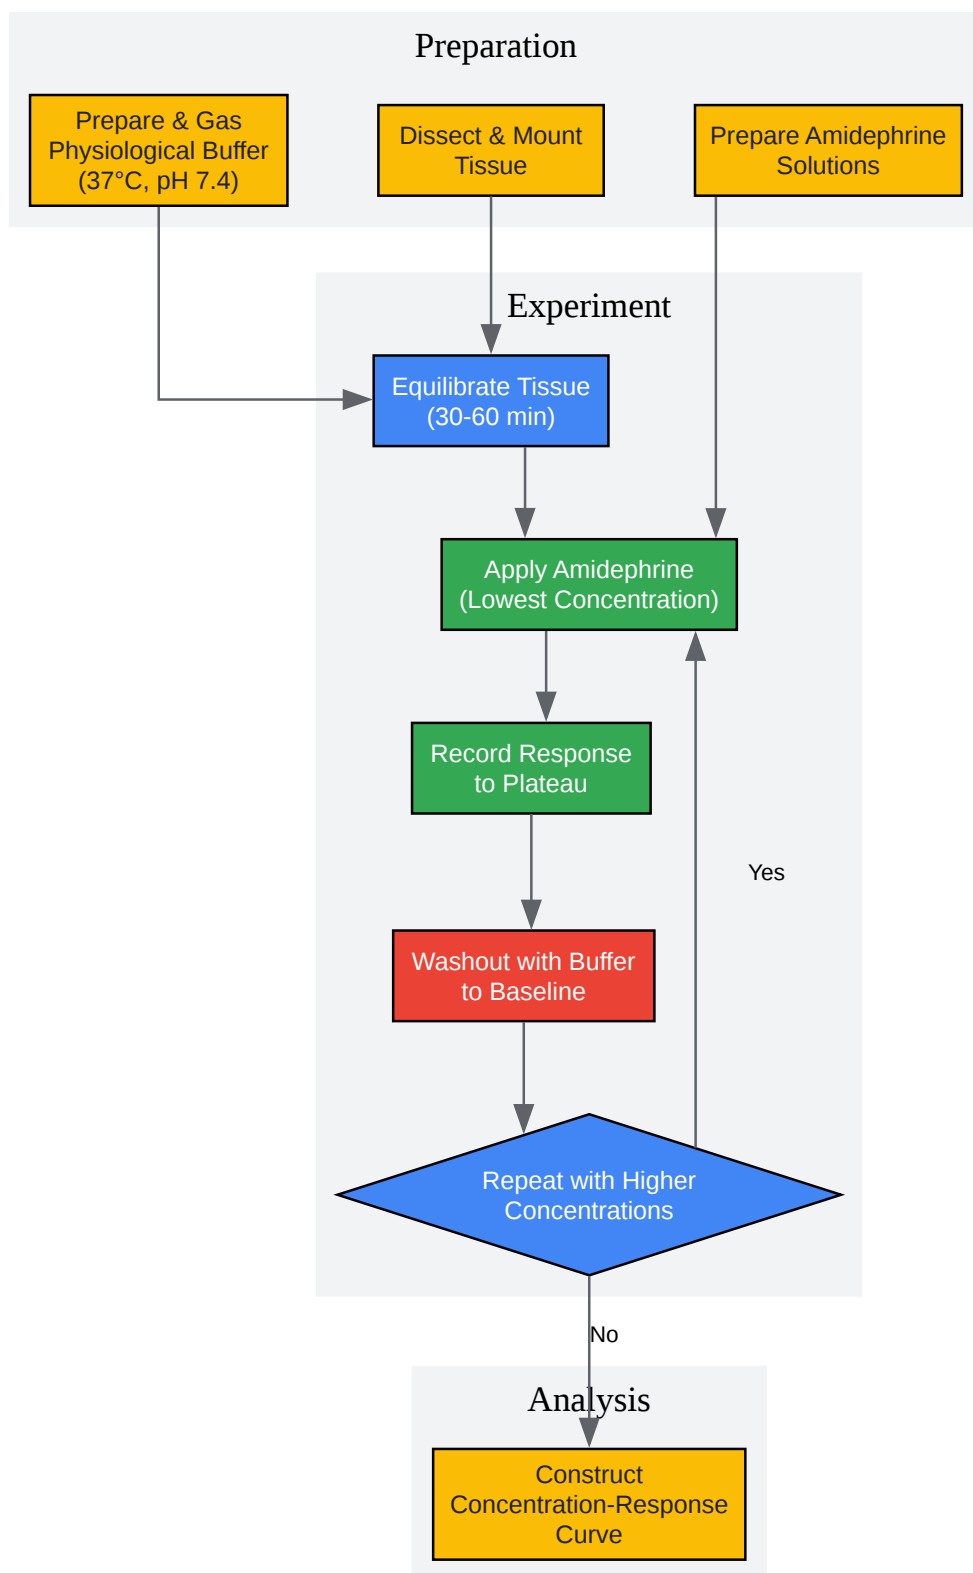 Preparation
Prepare & Gas
Physiological Buffer
(37°C, pH 7.4)
Dissect & Mount
Tissue
Prepare Amidephrine
Solutions
Experiment
Equilibrate Tissue
(30-60 min)
Apply Amidephrine
(Lowest Concentration)
Record Response
to Plateau
Yes
Washout with Buffer
to Baseline
Repeat with Higher
Concentrations
No
Analysis
Construct
Concentration-Response
Curve